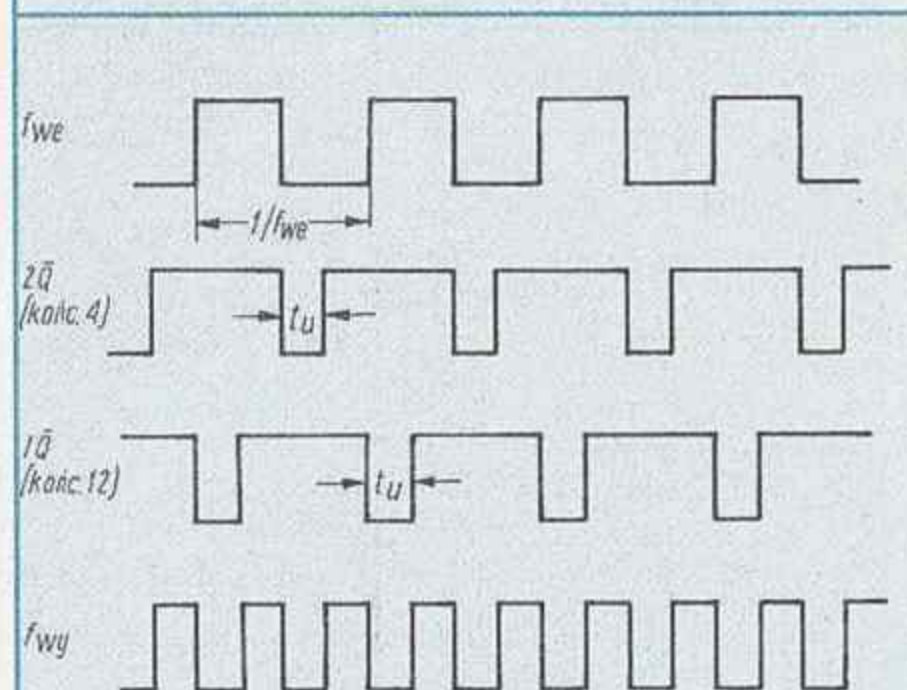 fwe
1/fwe
2Q̄
(końc. 4)
tu
1Q̄
(końc. 12)
tu
fwy